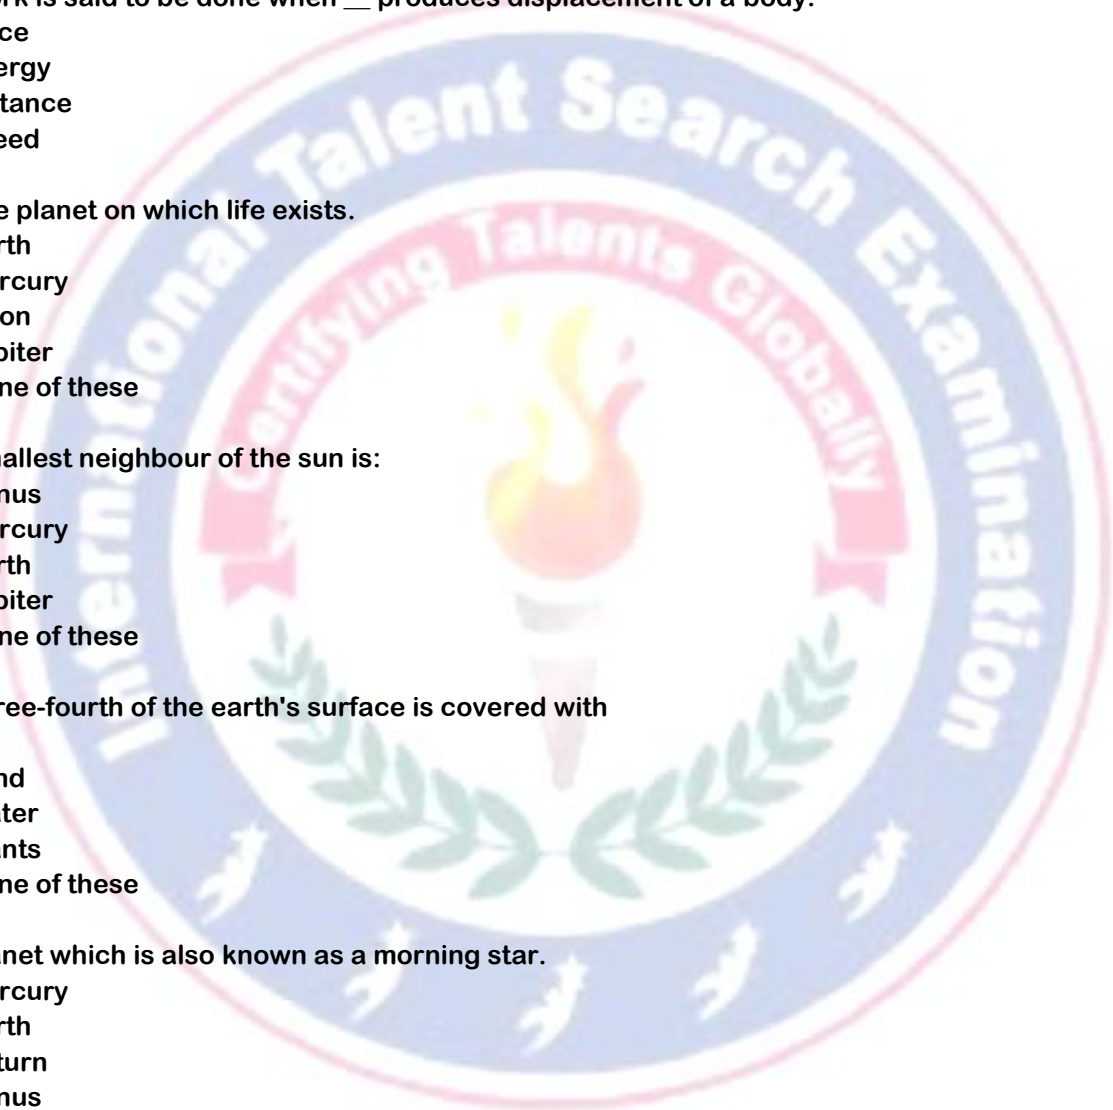 rk is said to be done when __ produces displacement of a body.
ce
ergy
tance
eed
e planet on which life exists.
rth
rcury
on
piter
ne of these
nallest neighbour of the sun is:
nus
rcury
rth
piter
ne of these
ree-fourth of the earth's surface is covered with
nd
ater
ants
ne of these
anet which is also known as a morning star.
rcury
rth
turn
nus
International Talent Search Examination
Certifying Talents Globally